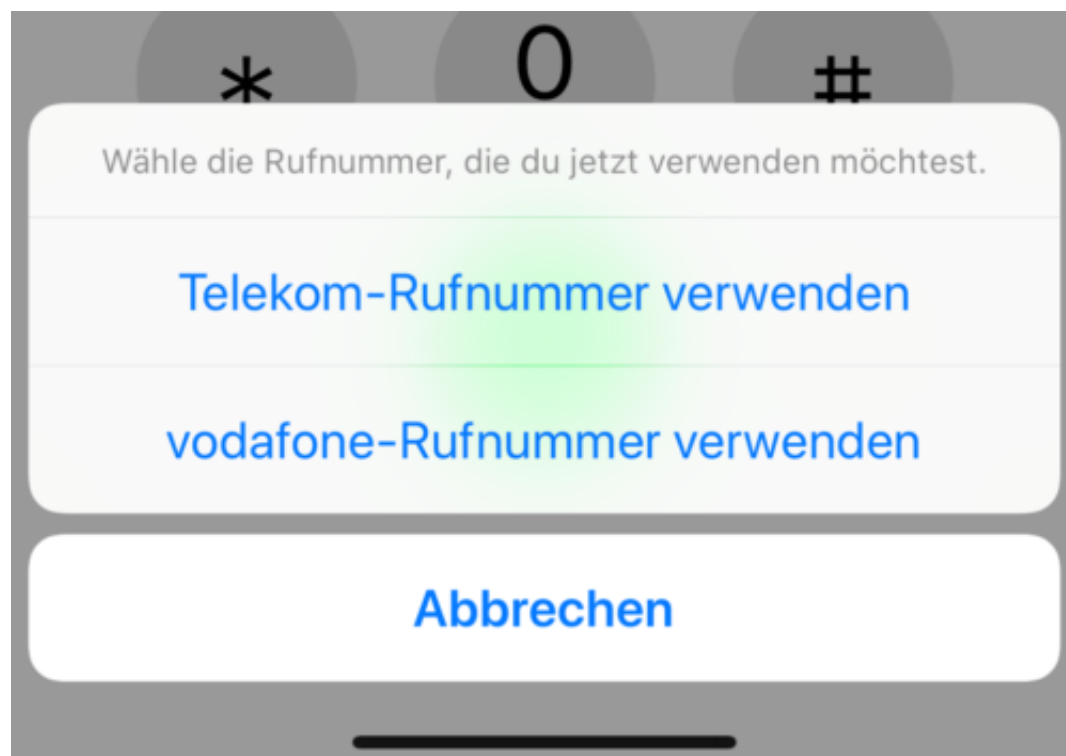 * 0 #
Wähle die Rufnummer, die du jetzt verwenden möchtest.
Telekom-Rufnummer verwenden
vodafone-Rufnummer verwenden
Abbrechen